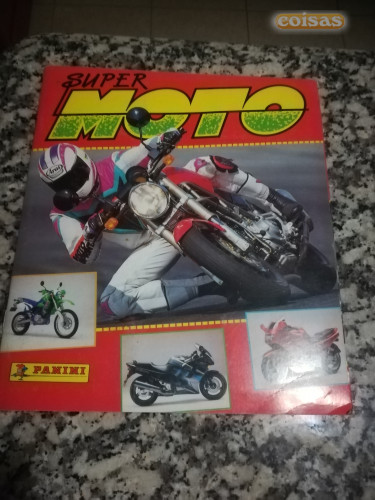 coisas
SUPER
MOTO
PANINI